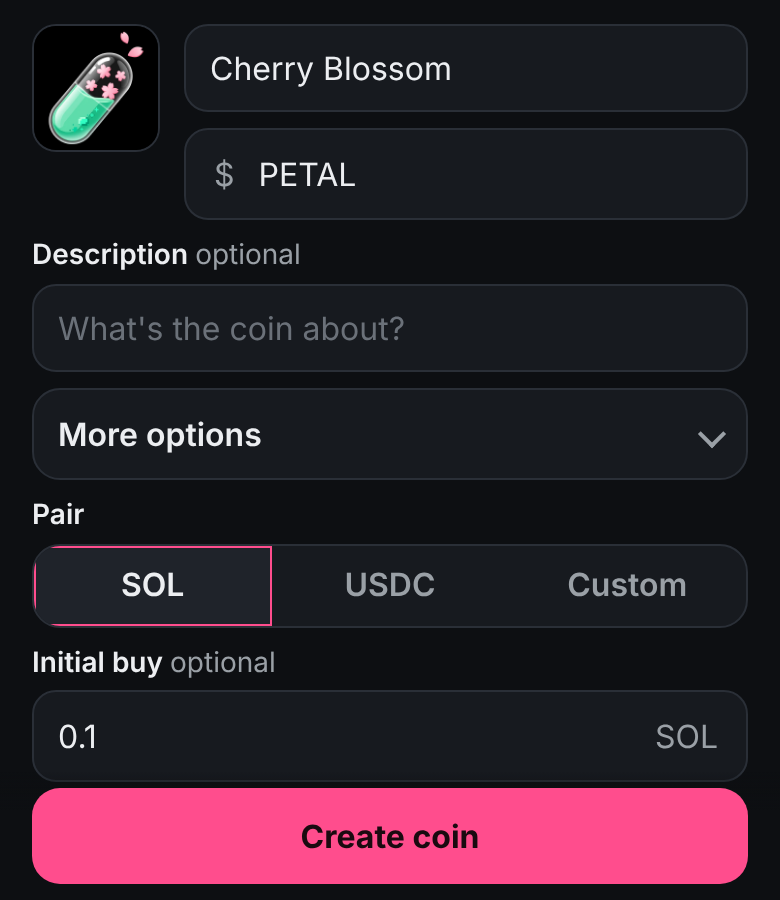 Cherry Blossom
$ PETAL
Description optional
What's the coin about?
More options
Pair
SOL USDC Custom
Initial buy optional
0.1 SOL
Create coin